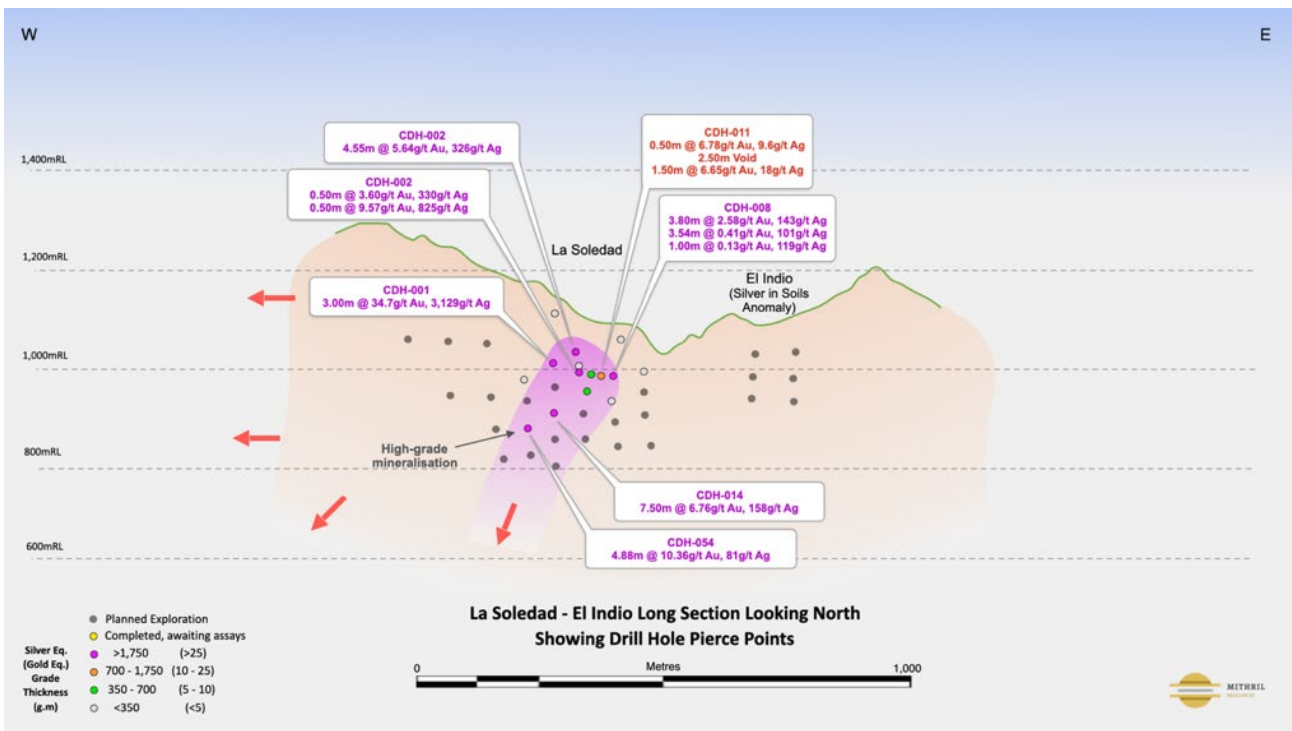 W
E
CDH-002
4.55m @ 5.64g/t Au, 326g/t Ag
CDH-011
0.50m @ 6.78g/t Au, 9.6g/t Ag
2.50m Void
1.50m @ 6.65g/t Au, 18g/t Ag
1,400mRL
CDH-002
0.50m @ 3.60g/t Au, 330g/t Ag
0.50m @ 9.57g/t Au, 825g/t Ag
CDH-008
3.80m @ 2.58g/t Au, 143g/t Ag
3.54m @ 0.41g/t Au, 101g/t Ag
1.00m @ 0.13g/t Au, 119g/t Ag
La Soledad
1,200mRL
El Indio
(Silver in Soils
Anomaly)
CDH-001
3.00m @ 34.7g/t Au, 3,129g/t Ag
1,000mRL
High-grade
mineralisation
800mRL
CDH-014
7.50m @ 6.76g/t Au, 158g/t Ag
CDH-054
4.88m @ 10.36g/t Au, 81g/t Ag
600mRL
La Soledad - El Indio Long Section Looking North
Showing Drill Hole Pierce Points
0
Metres
1,000
Silver Eq.
(Gold Eq.)
Grade
Thickness
(g.m)
Planned Exploration
Completed, awaiting assays
>1,750 (>25)
700 - 1,750 (10 - 25)
350 - 700 (5 - 10)
<350 (<5)
MITHRIL
RESOURCES